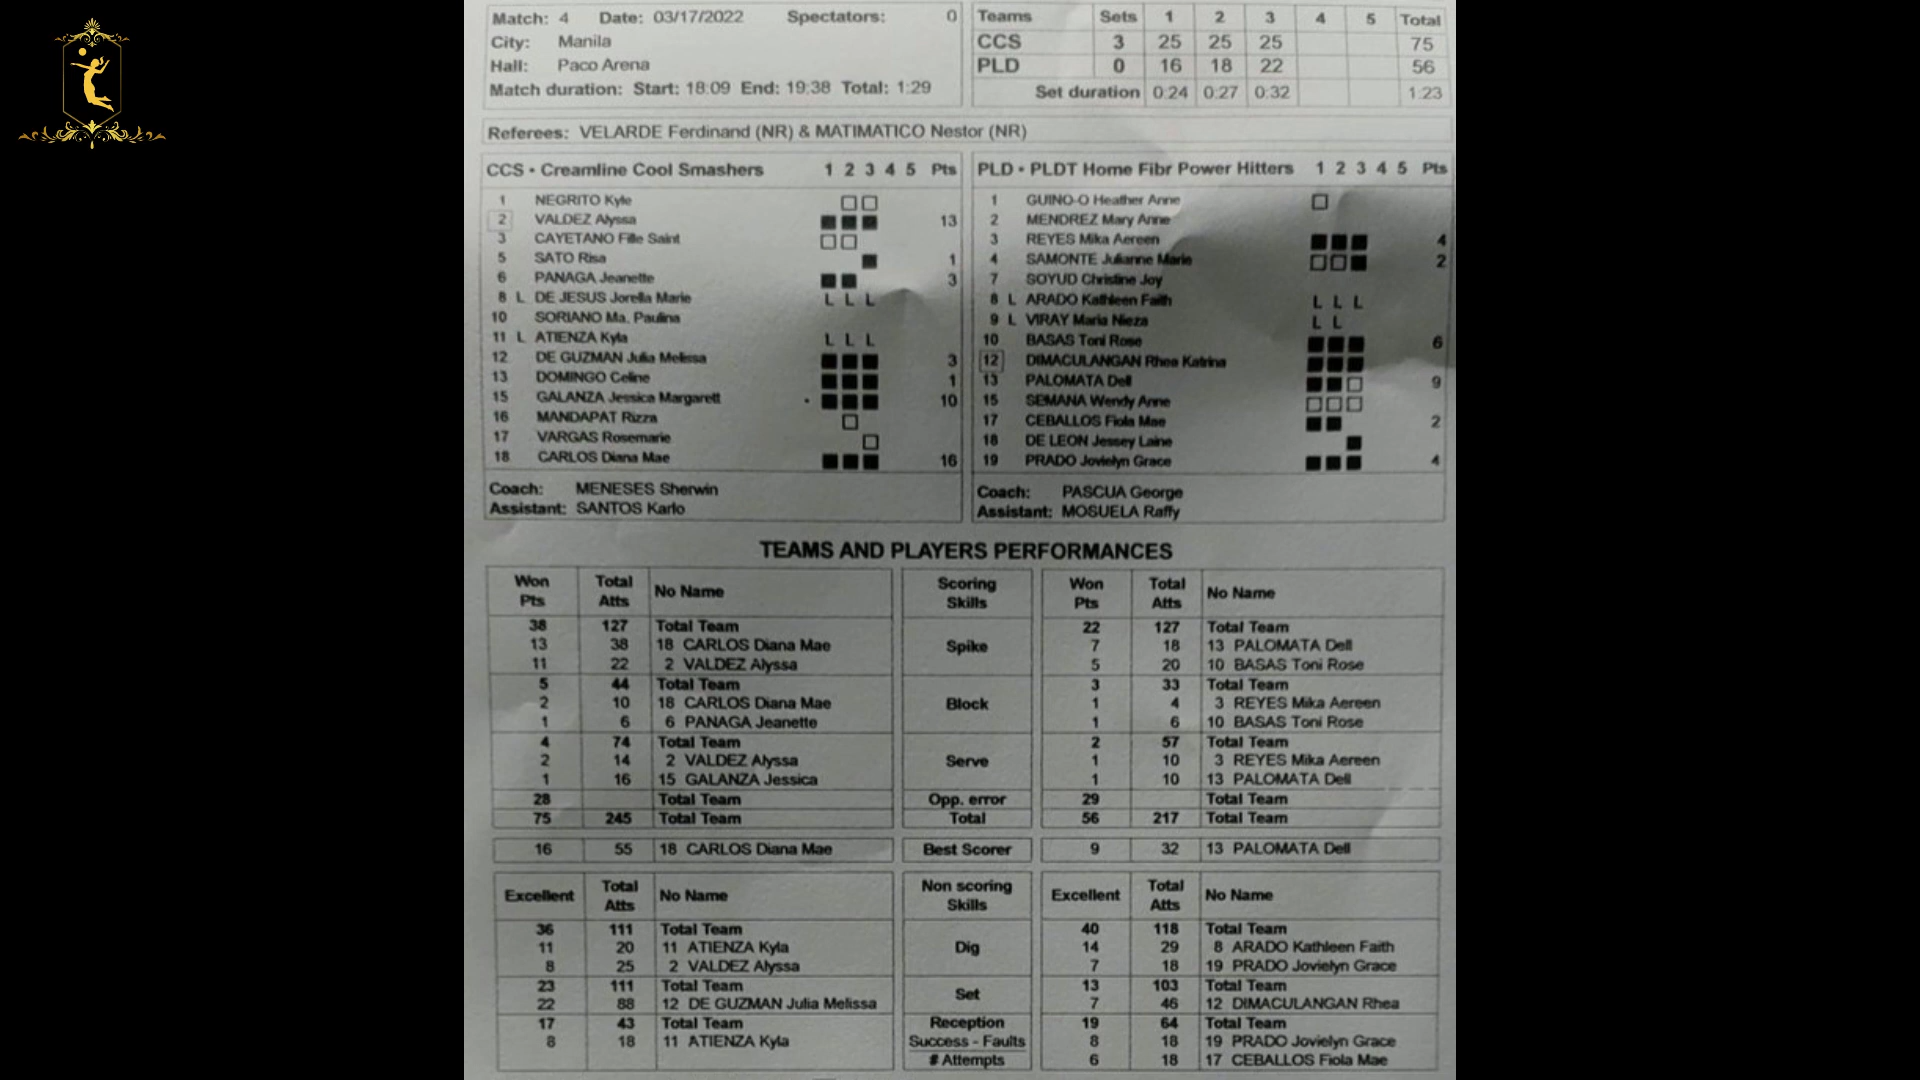 Match: 4 Date: 03/17/2022 Spectators: 0
City: Manila
Hall: Paco Arena
Match duration: Start: 18:09 End: 19:38 Total: 1:29
Teams Sets 1 2 3 4 5 Total
CCS 3 25 25 25 75
PLD 0 16 18 22 56
Set duration 0:24 0:27 0:32 1:23
Referees: VELARDE Ferdinand (NR) & MATIMATICO Nestor (NR)
CCS • Creamline Cool Smashers 1 2 3 4 5 Pts
1 NEGRITO Kyle
2 VALDEZ Alyssa 13
3 CAYETANO Fille Saint
5 SATO Risa 1
6 PANAGA Jeanette 3
8 L DE JESUS Jorella Marie L L L
10 SORIANO Ma. Paulina
11 L ATIENZA Kyla L L L
12 DE GUZMAN Julia Melissa 3
13 DOMINGO Celine 1
15 GALANZA Jessica Margarett 10
16 MANDAPAT Rizza
17 VARGAS Rosemarie
18 CARLOS Diana Mae 16
Coach: MENESES Sherwin
Assistant: SANTOS Karlo
PLD • PLDT Home Fibr Power Hitters 1 2 3 4 5 Pts
1 GUINO-O Heather Anne
2 MENDREZ Mary Anne
3 REYES Mika Aereen 4
4 SAMONTE Julianne Marie 2
7 SOYUD Christine Joy
8 L ARADO Kathleen Faith L L L
9 L VIRAY Maria Nieza L L
10 BASAS Toni Rose 6
12 DIMACULANGAN Rhea Katrina
13 PALOMATA Dell 9
15 SEMANA Wendy Anne
17 CEBALLOS Fiola Mae 2
18 DE LEON Jessey Laine
19 PRADO Jovielyn Grace 4
Coach: PASCUA George
Assistant: MOSUELA Raffy
TEAMS AND PLAYERS PERFORMANCES
Won Pts Total Atts No Name Scoring Skills Won Pts Total Atts No Name
38 127 Total Team Spike 22 127 Total Team
13 38 18 CARLOS Diana Mae 7 18 13 PALOMATA Dell
11 22 2 VALDEZ Alyssa 5 20 10 BASAS Toni Rose
5 44 Total Team Block 3 33 Total Team
2 10 18 CARLOS Diana Mae 1 4 3 REYES Mika Aereen
1 6 6 PANAGA Jeanette 1 6 10 BASAS Toni Rose
4 74 Total Team Serve 2 57 Total Team
2 14 2 VALDEZ Alyssa 1 10 3 REYES Mika Aereen
1 16 15 GALANZA Jessica 1 10 13 PALOMATA Dell
28 Total Team Opp. error 29 Total Team
75 245 Total Team Total 56 217 Total Team
16 55 18 CARLOS Diana Mae Best Scorer 9 32 13 PALOMATA Dell
Excellent Total Atts No Name Non scoring Skills Excellent Total Atts No Name
36 111 Total Team Dig 40 118 Total Team
11 20 11 ATIENZA Kyla 14 29 8 ARADO Kathleen Faith
8 25 2 VALDEZ Alyssa 7 18 19 PRADO Jovielyn Grace
23 111 Total Team Set 13 103 Total Team
22 88 12 DE GUZMAN Julia Melissa 7 46 12 DIMACULANGAN Rhea
17 43 Total Team Reception 19 64 Total Team
8 18 11 ATIENZA Kyla Success - Faults 8 18 19 PRADO Jovielyn Grace
# Attempts 6 18 17 CEBALLOS Fiola Mae